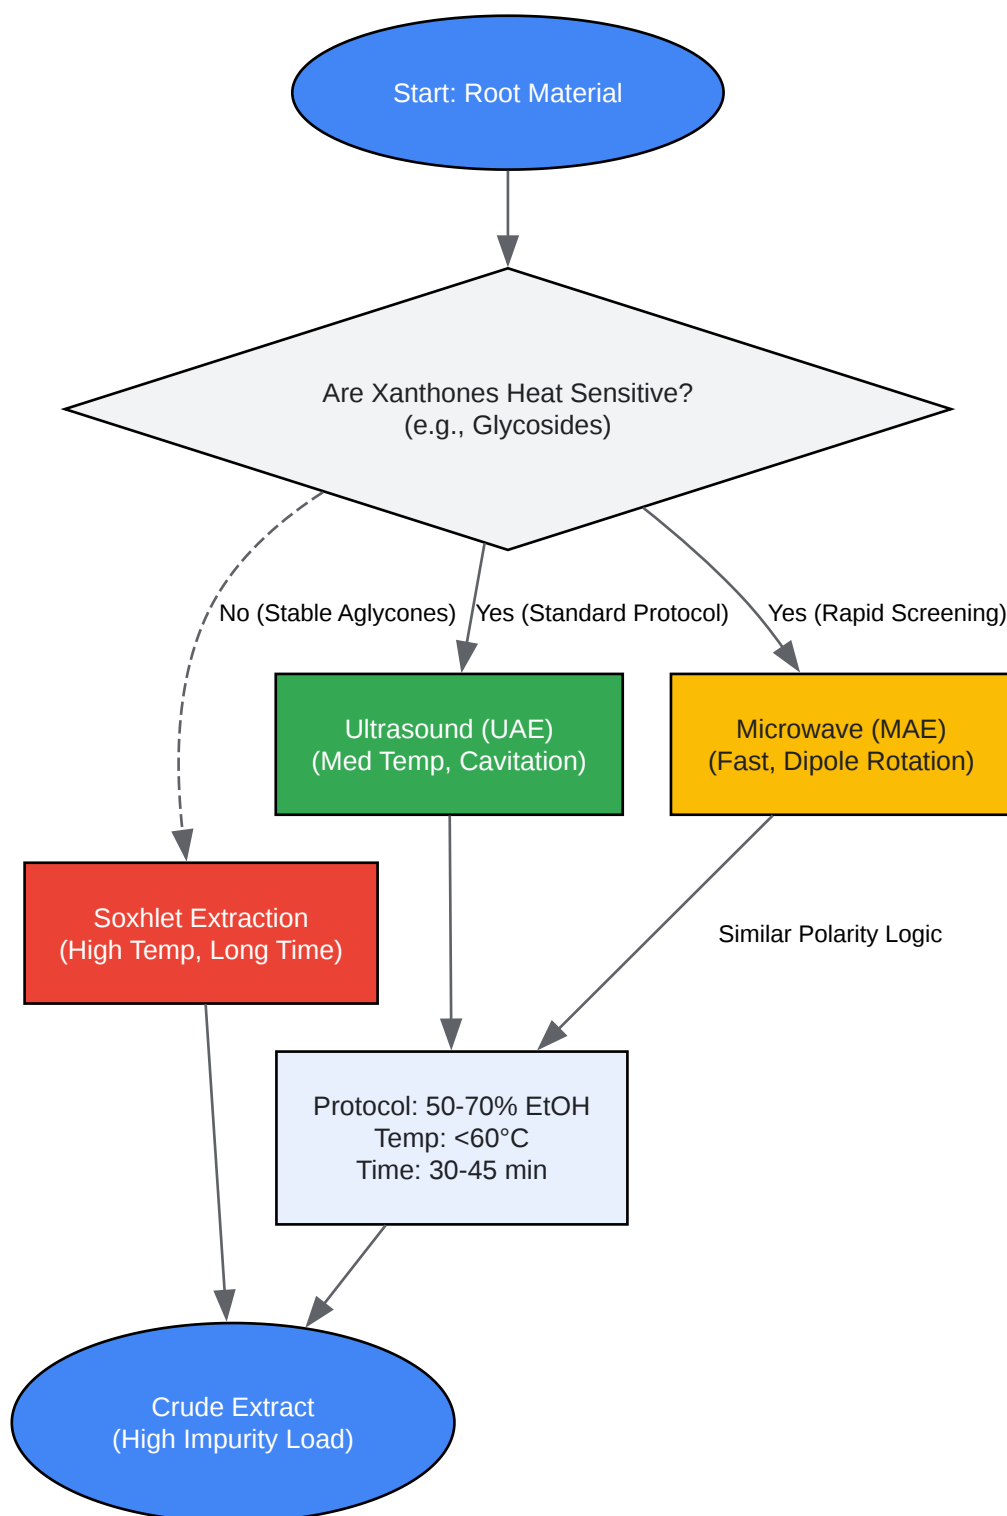 Start: Root Material
Are Xanthones Heat Sensitive?
(e.g., Glycosides)
No (Stable Aglycones)
Yes (Standard Protocol)
Yes (Rapid Screening)
Ultrasound (UAE)
(Med Temp, Cavitation)
Microwave (MAE)
(Fast, Dipole Rotation)
Soxhlet Extraction
(High Temp, Long Time)
Similar Polarity Logic
Protocol: 50-70% EtOH
Temp: <60°C
Time: 30-45 min
Crude Extract
(High Impurity Load)